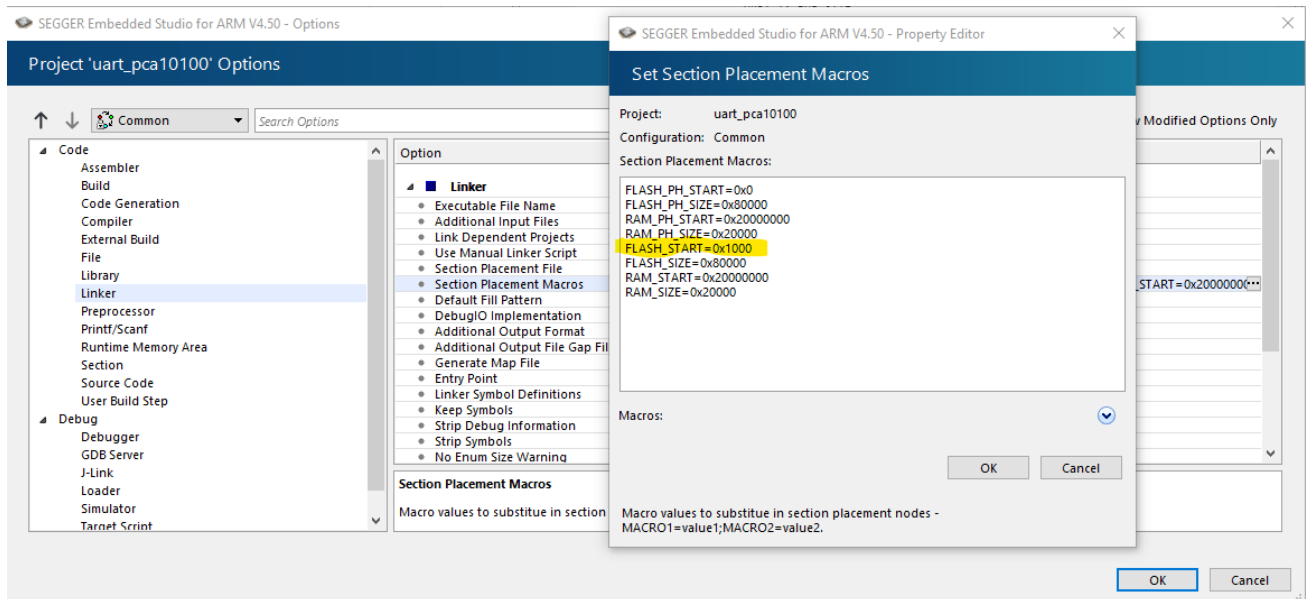 SEGGER Embedded Studio for ARM V4.50 - Options
Project 'uart_pca10100' Options
Common
Search Options
Modified Options Only
Code
Assembler
Build
Code Generation
Compiler
External Build
File
Library
Linker
Preprocessor
Printf/Scanf
Runtime Memory Area
Section
Source Code
User Build Step
Debug
Debugger
GDB Server
J-Link
Loader
Simulator
Target Script
Option
Linker
Executable File Name
Additional Input Files
Link Dependent Projects
Use Manual Linker Script
Section Placement File
Section Placement Macros
_START=0x2000000
Default Fill Pattern
DebugIO Implementation
Additional Output Format
Additional Output File Gap Fil
Generate Map File
Entry Point
Linker Symbol Definitions
Keep Symbols
Strip Debug Information
Strip Symbols
No Enum Size Warning
Section Placement Macros
Macro values to substitue in section
OK
Cancel
SEGGER Embedded Studio for ARM V4.50 - Property Editor
Set Section Placement Macros
Project: uart_pca10100
Configuration: Common
Section Placement Macros:
FLASH_PH_START=0x0
FLASH_PH_SIZE=0x80000
RAM_PH_START=0x20000000
RAM_PH_SIZE=0x20000
FLASH_START=0x1000
FLASH_SIZE=0x80000
RAM_START=0x20000000
RAM_SIZE=0x20000
Macros:
OK
Cancel
Macro values to substitue in section placement nodes -
MACRO1=value1;MACRO2=value2.